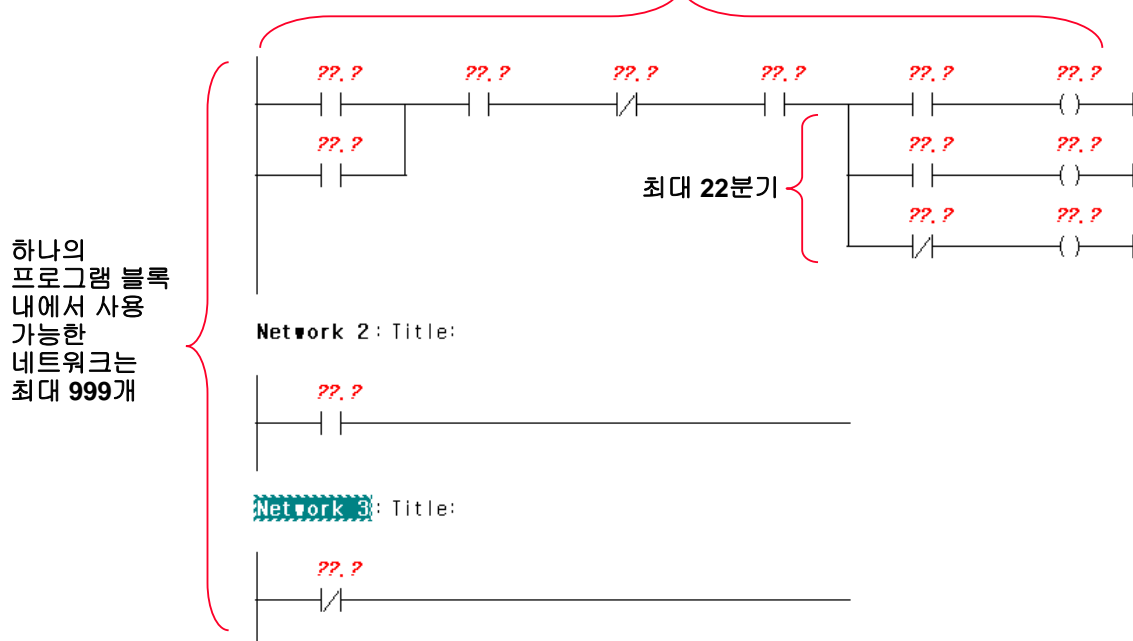 ??.? ??.? ??.? ??.? ??.? ??.?
??.? ??.? ??.?
최대 22분기
??.? ??.?
하나의
프로그램 블록
내에서 사용
가능한
네트워크는
최대 999개
Network 2: Title:
??.?
Network 3: Title:
??.?